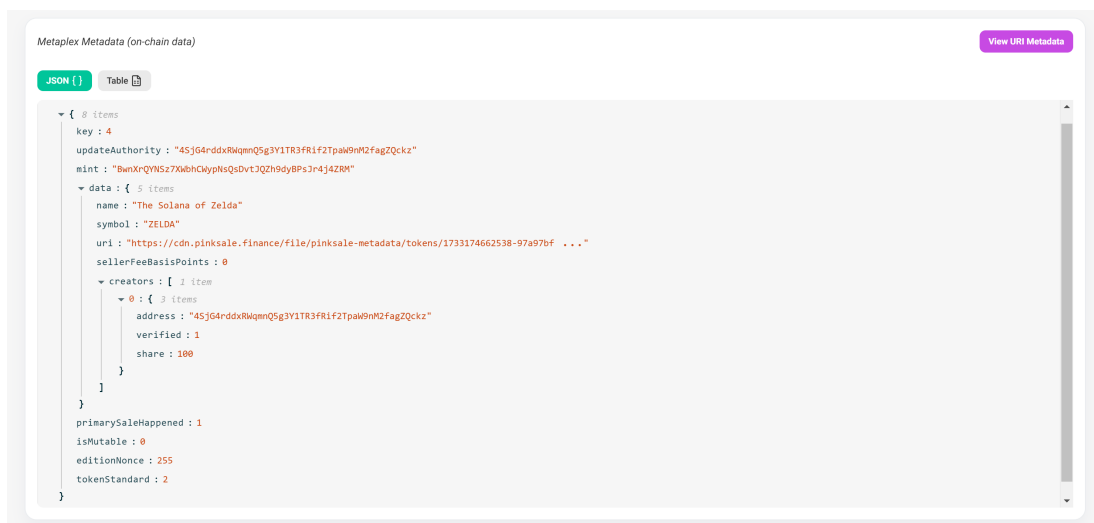 Metaplex Metadata (on-chain data)
View URI Metadata
JSON { }
Table
{ 8 items
key : 4
updateAuthority : "4SjG4rddxRWqmnQ5g3Y1TR3fRif2TpaW9nM2fagZQckz"
mint : "BwnXrQYNSz7XWbhCWypNsQsDvtJQZh9dyBPsJr4j4ZRM"
data : { 5 items
name : "The Solana of Zelda"
symbol : "ZELDA"
uri : "https://cdn.pinksale.finance/file/pinksale-metadata/tokens/1733174662538-97a97bf ..."
sellerFeeBasisPoints : 0
creators : [ 1 item
0 : { 3 items
address : "4SjG4rddxRWqmnQ5g3Y1TR3fRif2TpaW9nM2fagZQckz"
verified : 1
share : 100
}
]
}
primarySaleHappened : 1
isMutable : 0
editionNonce : 255
tokenStandard : 2
}